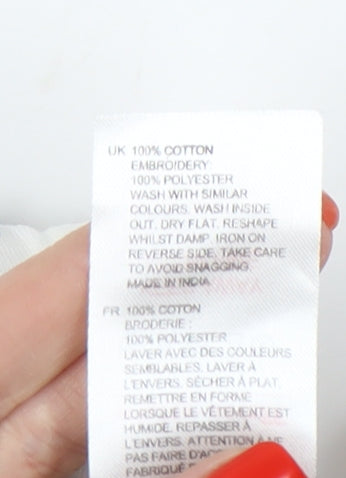 UK 100% COTTON
EMBROIDERY:
100% POLYESTER
WASH WITH SIMILAR
COLOURS. WASH INSIDE
OUT. DRY FLAT. RESHAPE
WHILST DAMP. IRON ON
REVERSE SIDE. TAKE CARE
TO AVOID SNAGGING.
MADE IN INDIA
FR 100% COTON
BRODERIE :
100% POLYESTER
LAVER AVEC DES COULEURS
SEMBLABLES. LAVER À
L'ENVERS. SÉCHER À PLAT.
REMETTRE EN FORME
LORSQUE LE VÊTEMENT EST
HUMIDE. REPASSER À
L'ENVERS. ATTENTION À NE
PAS FAIRE
FABRIQUÉ